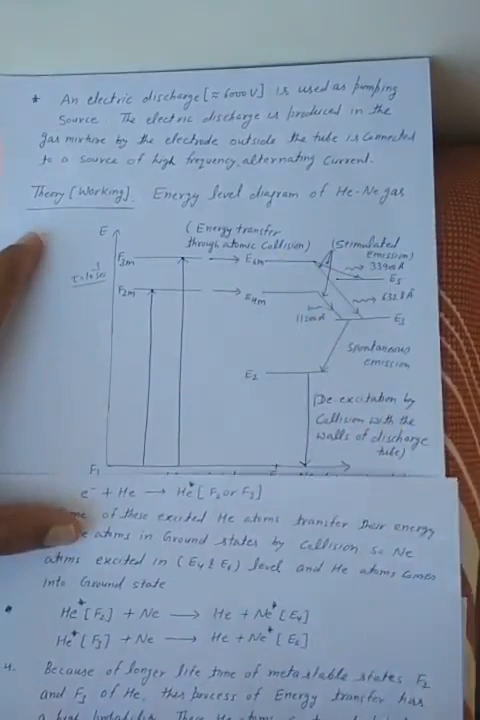 * An electric discharge [≈ 6000 V] is used as pumping
source. The electric discharge is produced in the
gas mixture by the electrode outside the tube is connected
to a source of high frequency, alternating current.
Theory [Working]. Energy level diagram of He-Ne gas
E
(Energy transfer through atomic Collision)
(Stimulated Emission)
F3m
E6m
3390Å
E5
F2m
E4m
6328Å
E3
Spontaneous
emission
E2
[De excitation by
Collision with the
walls of discharge
tube)
F1
e⁻ + He → He* [F2 or F3]
of these excited He atoms transfer their energy
atoms in Ground states by Collision so Ne
atoms excited in (E4 & E6) level and He atoms comes
into Ground state
He* [F2] + Ne → He + Ne* [E4]
He* [F3] + Ne → He + Ne* [E6]
4. Because of longer life time of metastable states F2
and F3 of He, this process of Energy transfer has